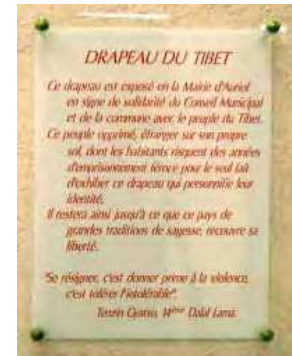 DRAPEAU DU TIBET
Ce drapeau est exposé en la Mairie d'Auriol
en signe de solidarité du Conseil Municipal
et de la commune avec le peuple du Tibet.
Ce peuple opprimé, étranger sur son propre
sol, dont les habitants risquent des années
d'emprisonnement féroce pour le seul fait
d'exhiber ce drapeau qui personnifie leur
identité.
Il restera ainsi jusqu'à ce que ce pays de
grandes traditions de sagesse, recouvre sa
liberté.
"Se résigner, c'est donner prime à la violence,
c'est tolérer l'intolérable".
Tenzin Gyatso, 14ème Dalaï Lama.